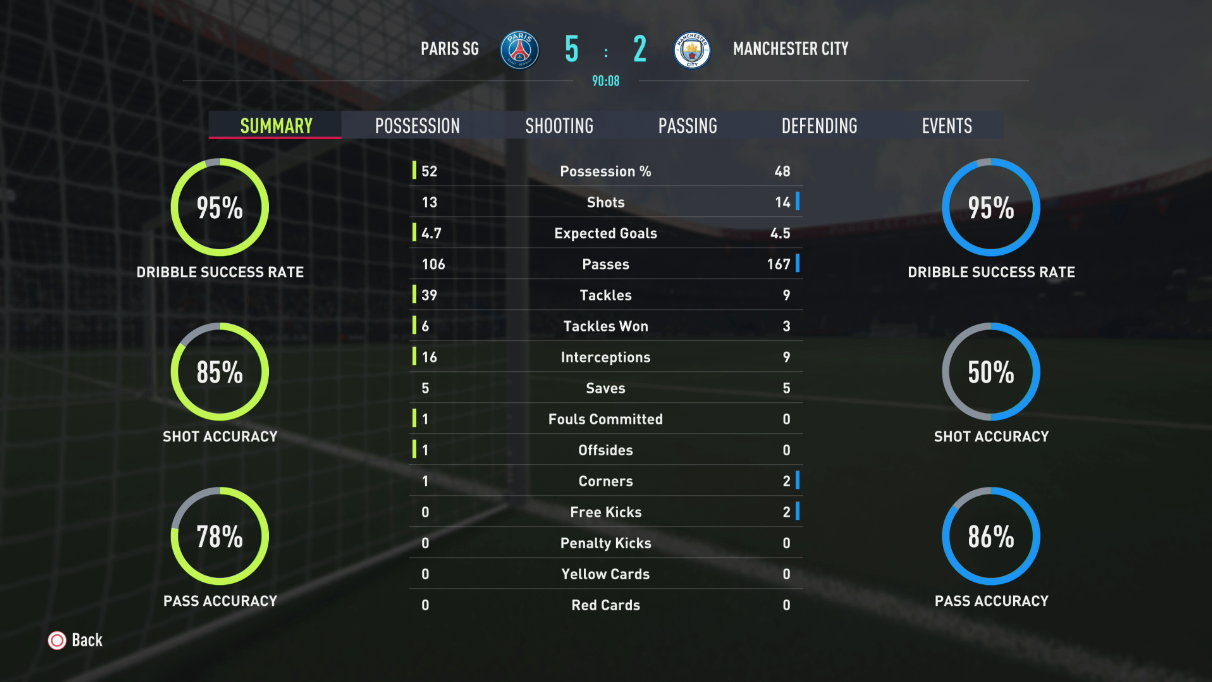 PARIS SG 5 : 2 MANCHESTER CITY
90:08
SUMMARY POSSESSION SHOOTING PASSING DEFENDING EVENTS
52 Possession % 48
13 Shots 14
4.7 Expected Goals 4.5
106 Passes 167
39 Tackles 9
6 Tackles Won 3
16 Interceptions 9
5 Saves 5
1 Fouls Committed 0
1 Offsides 0
1 Corners 2
0 Free Kicks 2
0 Penalty Kicks 0
0 Yellow Cards 0
0 Red Cards 0
95%
DRIBBLE SUCCESS RATE
85%
SHOT ACCURACY
78%
PASS ACCURACY
95%
DRIBBLE SUCCESS RATE
50%
SHOT ACCURACY
86%
PASS ACCURACY
Back